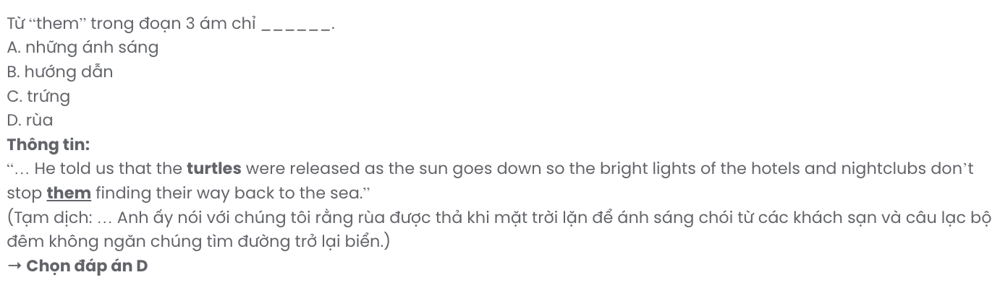 Từ “them” trong đoạn 3 ám chỉ ______.
A. những ánh sáng
B. hướng dẫn
C. trứng
D. rùa
Thông tin:
“… He told us that the turtles were released as the sun goes down so the bright lights of the hotels and nightclubs don’t
stop them finding their way back to the sea.”
(Tạm dịch: … Anh ấy nói với chúng tôi rằng rùa được thả khi mặt trời lặn để ánh sáng chói từ các khách sạn và câu lạc bộ
đêm không ngăn chúng tìm đường trở lại biển.)
→ Chọn đáp án D